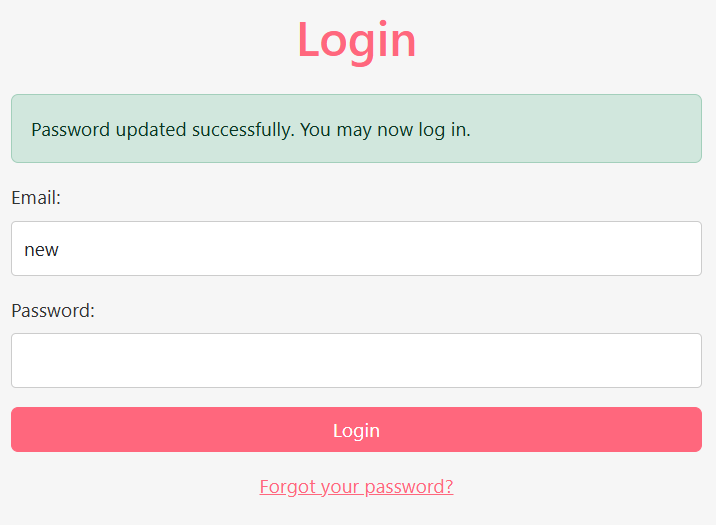 Login
Password updated successfully. You may now log in.
Email:
new
Password:
Login
Forgot your password?